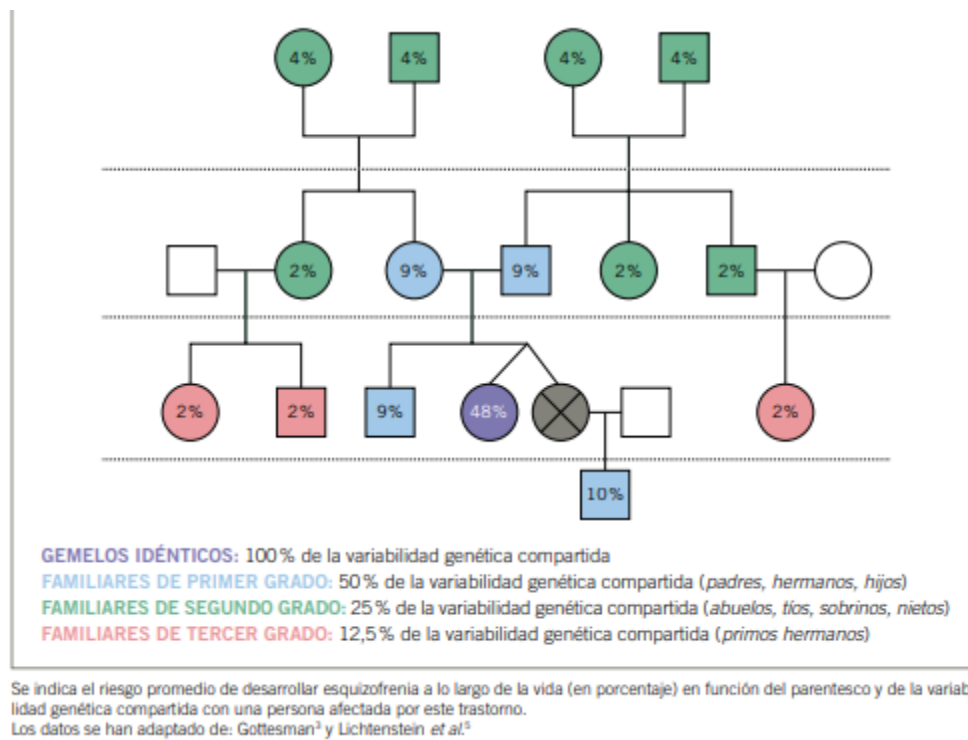 4% 4% 4% 4%
2% 9% 9% 2% 2%
2% 2% 9% 48% 2%
10%
GEMELOS IDÉNTICOS: 100% de la variabilidad genética compartida
FAMILIARES DE PRIMER GRADO: 50% de la variabilidad genética compartida (padres, hermanos, hijos)
FAMILIARES DE SEGUNDO GRADO: 25% de la variabilidad genética compartida (abuelos, tíos, sobrinos, nietos)
FAMILIARES DE TERCER GRADO: 12,5% de la variabilidad genética compartida (primos hermanos)
Se indica el riesgo promedio de desarrollar esquizofrenia a lo largo de la vida (en porcentaje) en función del parentesco y de la variab
lidad genética compartida con una persona afectada por este trastorno.
Los datos se han adaptado de: Gottesman³ y Lichtenstein et al.⁵